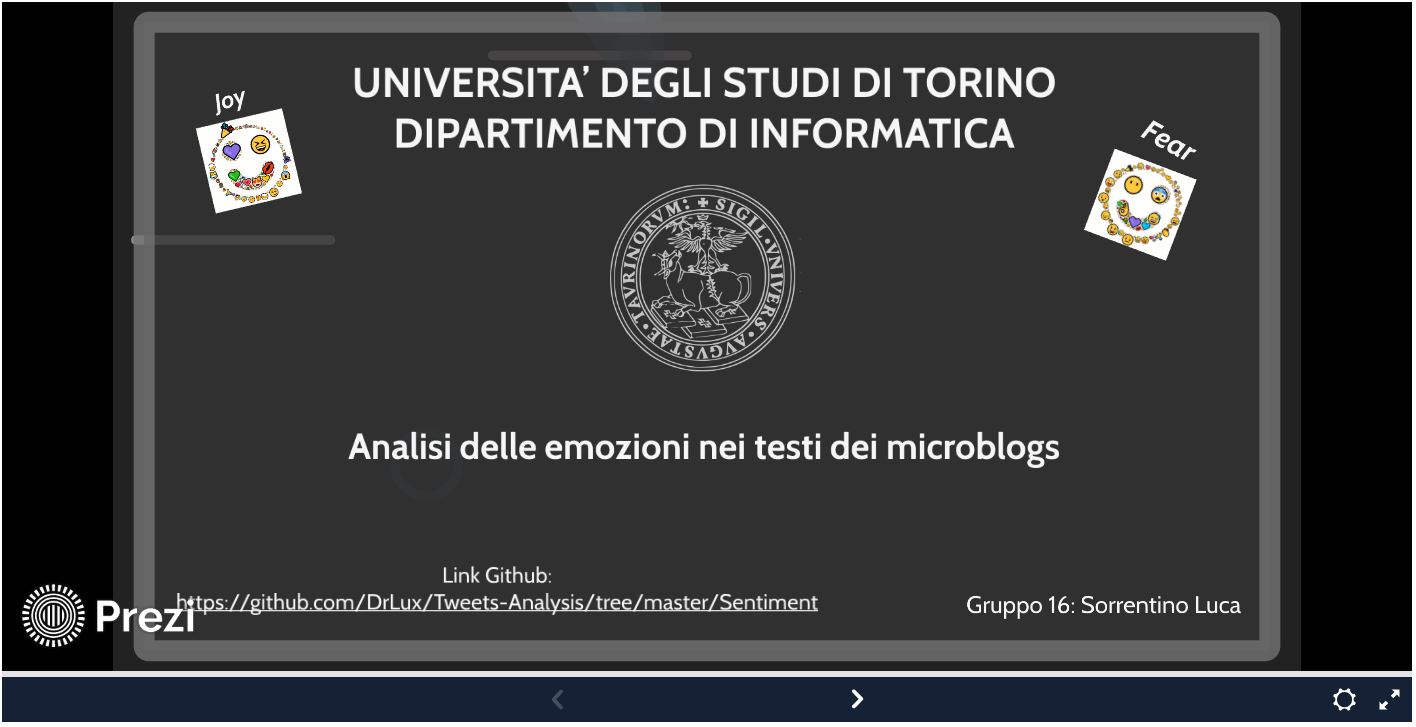 UNIVERSITA’ DEGLI STUDI DI TORINO
DIPARTIMENTO DI INFORMATICA
Joy
Fear
✚ SIGIL • VNIVERS • AVGVSTAE • TAVRINORVM:
Analisi delle emozioni nei testi dei microblogs
Link Github:
https://github.com/DrLux/Tweets-Analysis/tree/master/Sentiment
Gruppo 16: Sorrentino Luca
Prezi